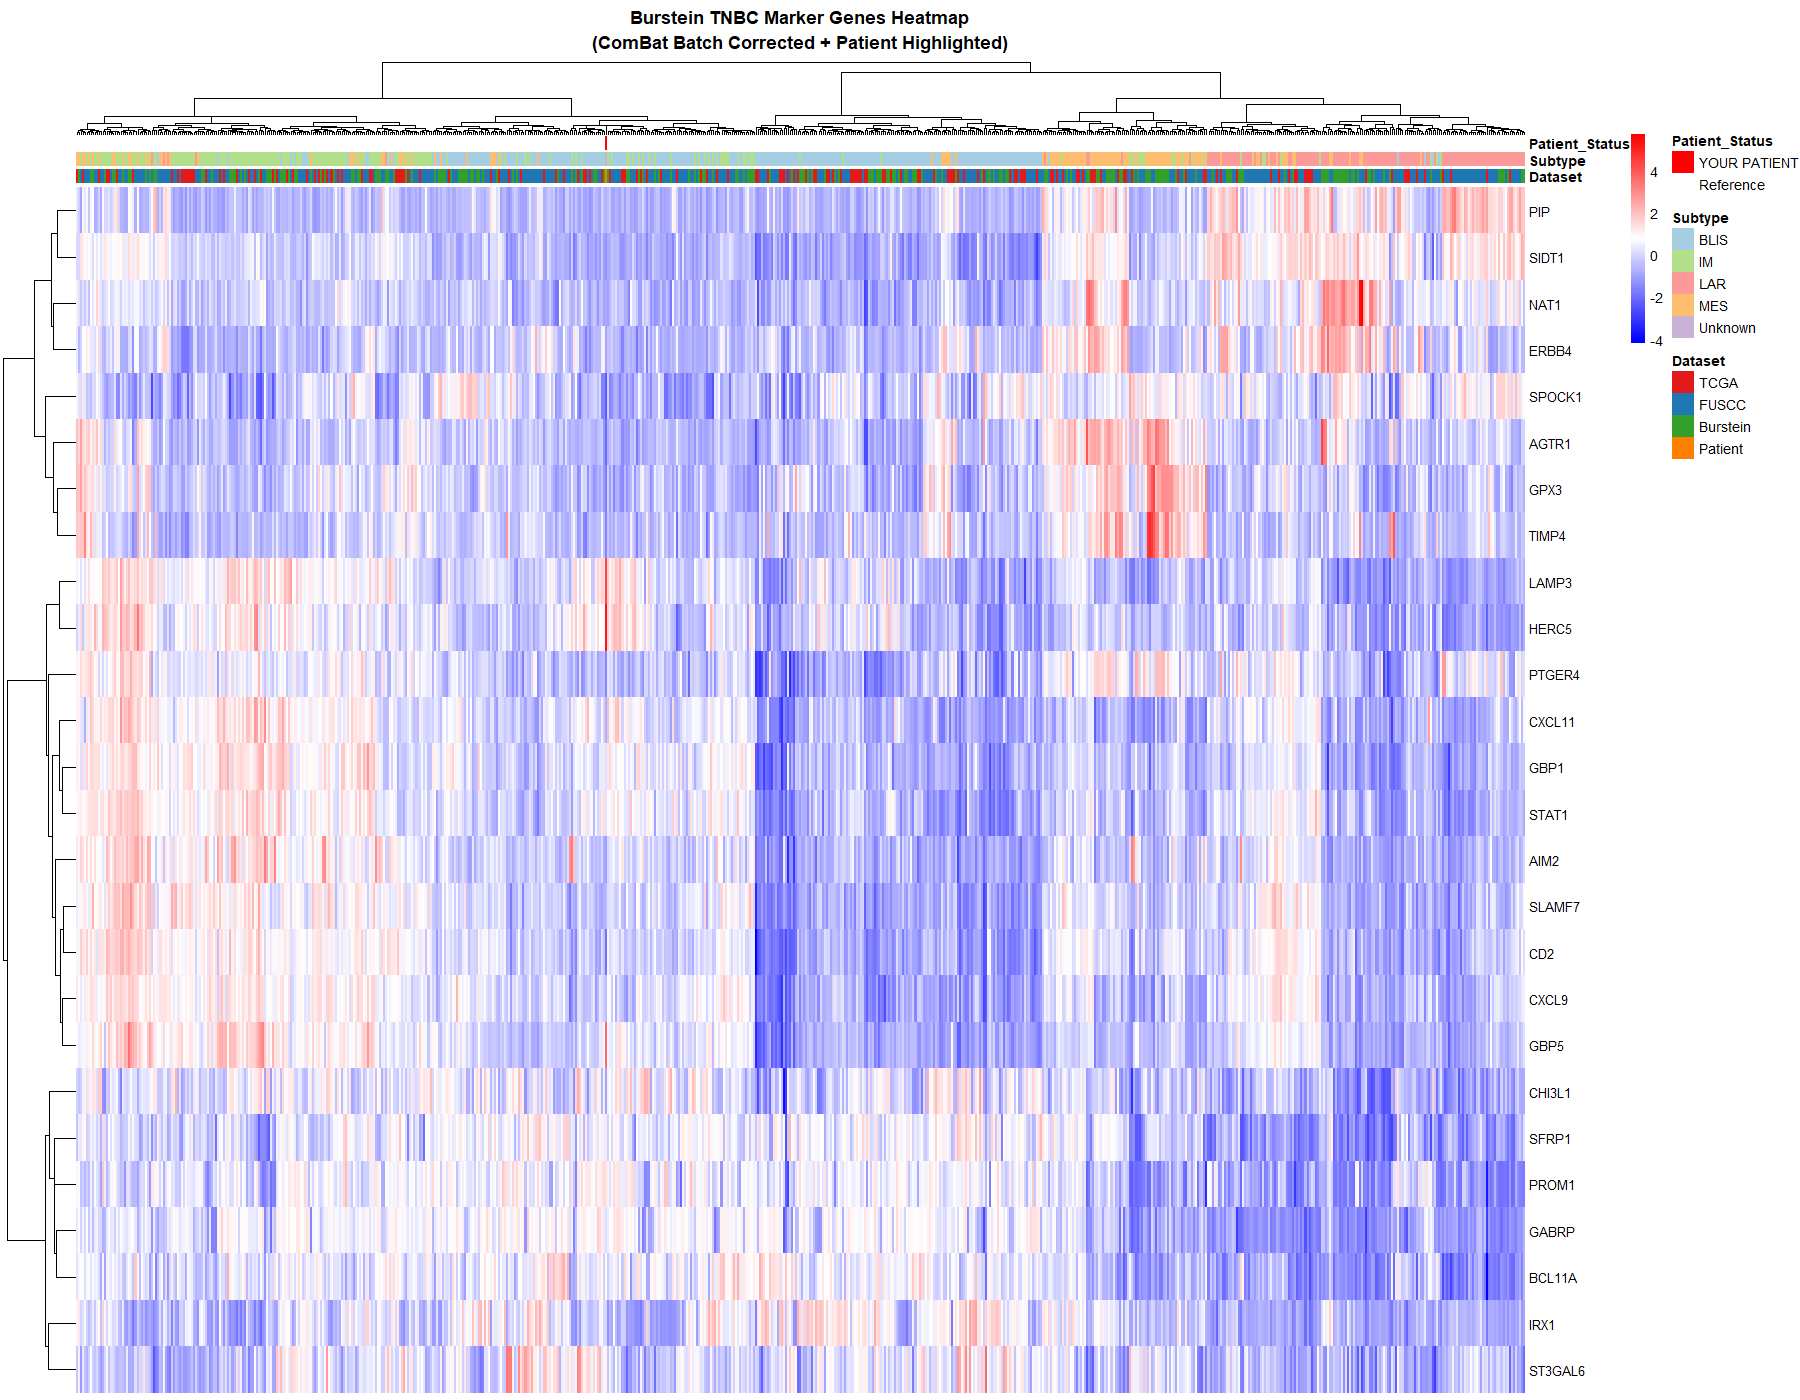 Burstein TNBC Marker Genes Heatmap
(ComBat Batch Corrected + Patient Highlighted)
Patient_Status
Subtype
Dataset
4
2
0
-2
-4
Patient_Status
YOUR PATIENT
Reference
Subtype
BLIS
IM
LAR
MES
Unknown
Dataset
TCGA
FUSCC
Burstein
Patient
PIP
SIDT1
NAT1
ERBB4
SPOCK1
AGTR1
GPX3
TIMP4
LAMP3
HERC5
PTGER4
CXCL11
GBP1
STAT1
AIM2
SLAMF7
CD2
CXCL9
GBP5
CHI3L1
SFRP1
PROM1
GABRP
BCL11A
IRX1
ST3GAL6